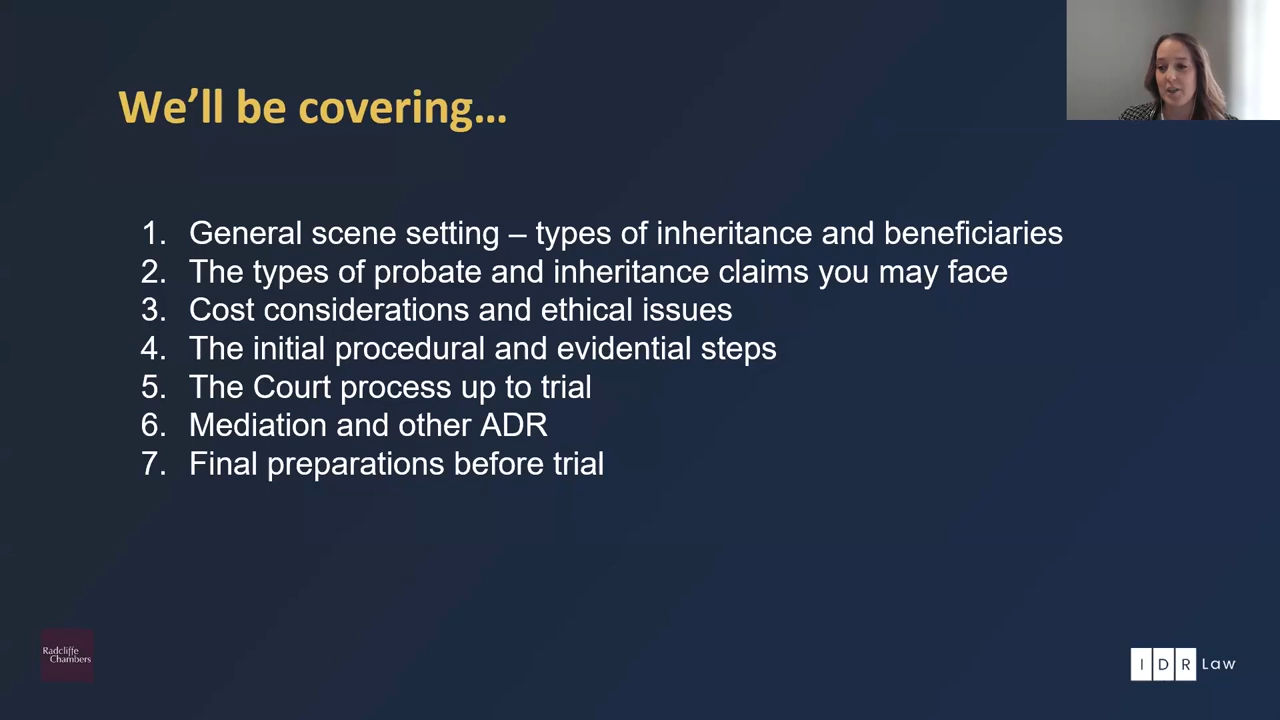 We’ll be covering…
1. General scene setting – types of inheritance and beneficiaries
2. The types of probate and inheritance claims you may face
3. Cost considerations and ethical issues
4. The initial procedural and evidential steps
5. The Court process up to trial
6. Mediation and other ADR
7. Final preparations before trial
Radcliffe
Chambers
IDR Law